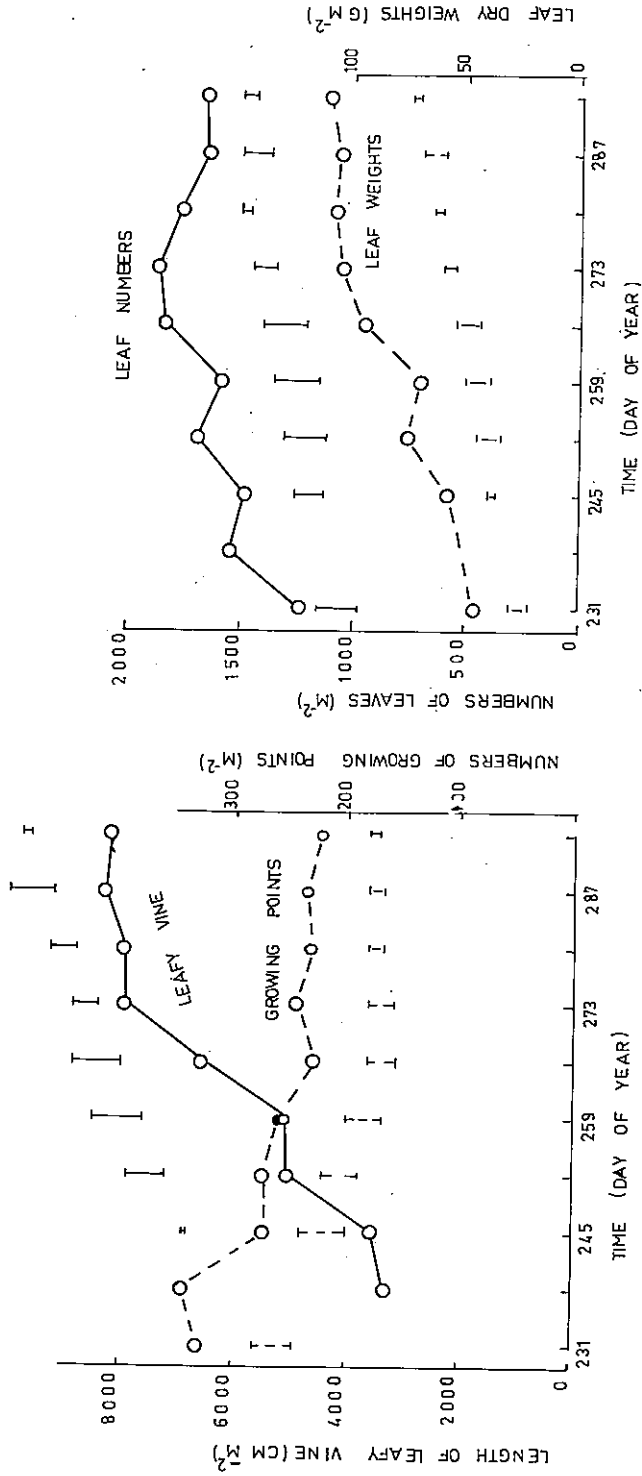 LENGTH OF LEAFY VINE (CM M⁻²)
8000
6000
4000
2000
0
LEAFY VINE
GROWING POINTS
NUMBERS OF GROWING POINTS (M⁻²)
300
200
100
231
245
259
273
287
TIME (DAY OF YEAR)
NUMBERS OF LEAVES (M⁻²)
2000
1500
1000
500
0
LEAF NUMBERS
LEAF WEIGHTS
LEAF DRY WEIGHTS (G M⁻²)
100
50
0
231
245
259.
273
287
TIME (DAY OF YEAR)